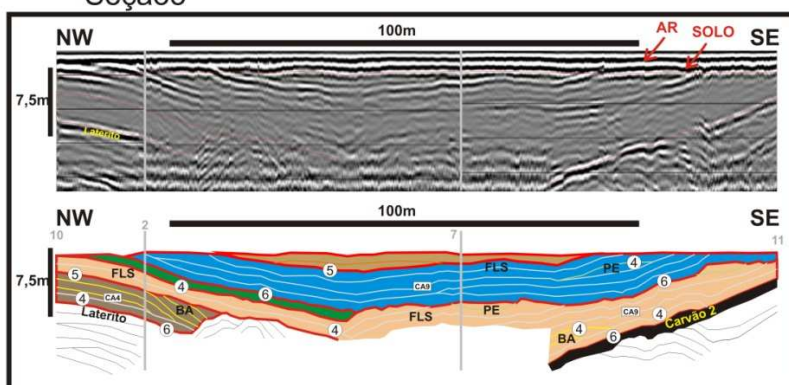 Seção6
NW 100m AR SOLO SE
7,5m
Laterito
NW 100m SE
10 2 7 11
7,5m
5 FLS 4 5 FLS PE 4
4 CA4 BA 6 CA9 6
Laterito 6 4 FLS PE CA9 4
BA 4 6 Carvão 2